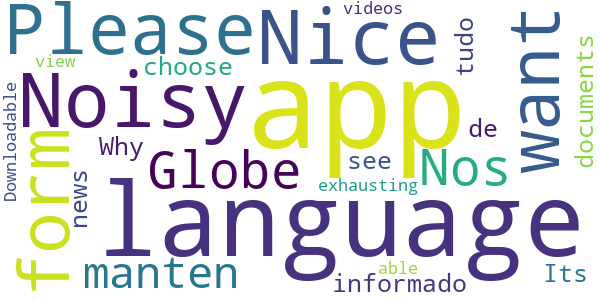 Please
Nice
videos
tudo
want
documents
view
choose
Noisy
app
Downloadable
form
news
Why
Globe
see
Nos
de
exhausting
language
manten
able
informado
Its